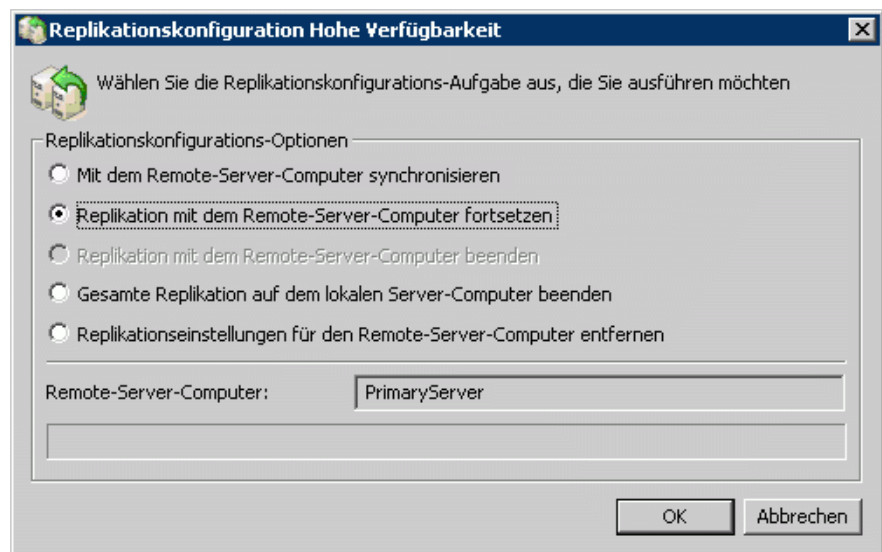 Replikationskonfiguration Hohe Verfügbarkeit
Wählen Sie die Replikationskonfigurations-Aufgabe aus, die Sie ausführen möchten
Replikationskonfigurations-Optionen
Mit dem Remote-Server-Computer synchronisieren
Replikation mit dem Remote-Server-Computer fortsetzen
Replikation mit dem Remote-Server-Computer beenden
Gesamte Replikation auf dem lokalen Server-Computer beenden
Replikationseinstellungen für den Remote-Server-Computer entfernen
Remote-Server-Computer: PrimaryServer
OK Abbrechen